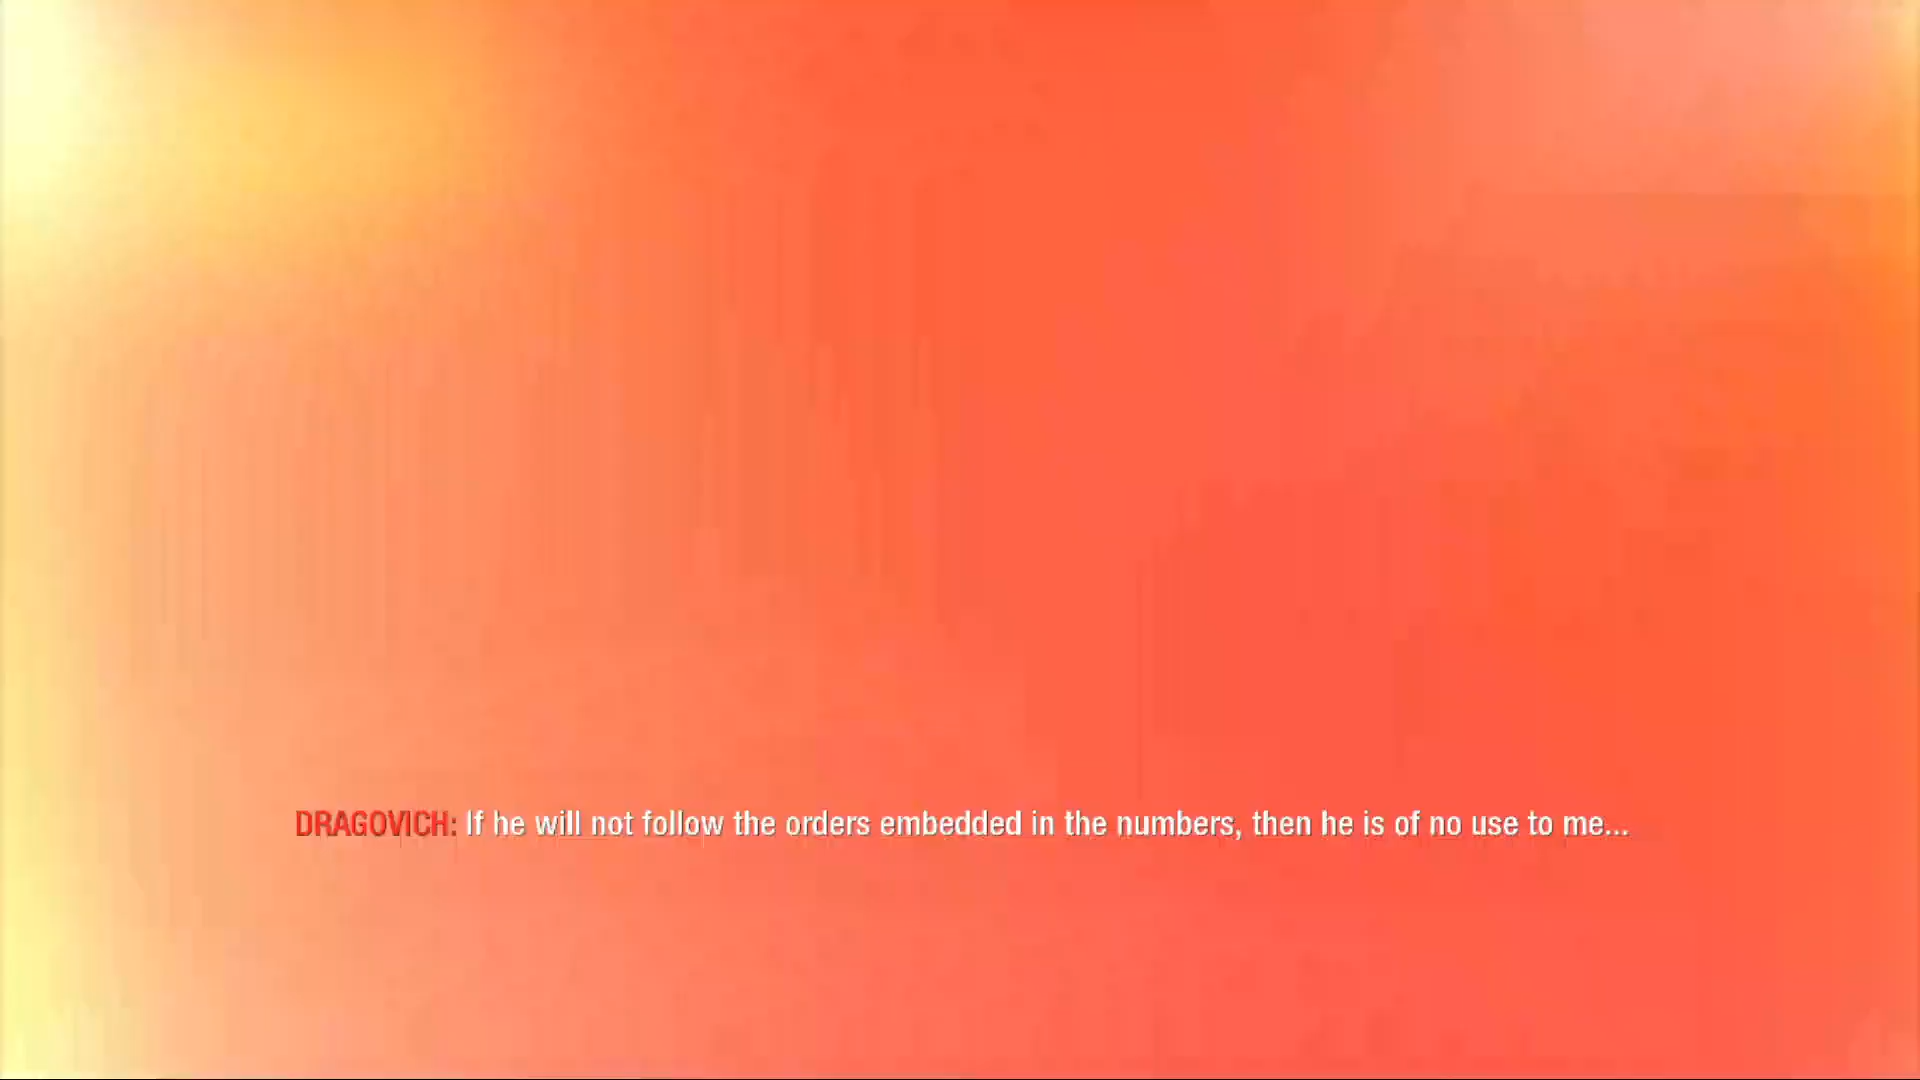 DRAGOVICH: If he will not follow the orders embedded in the numbers, then he is of no use to me...